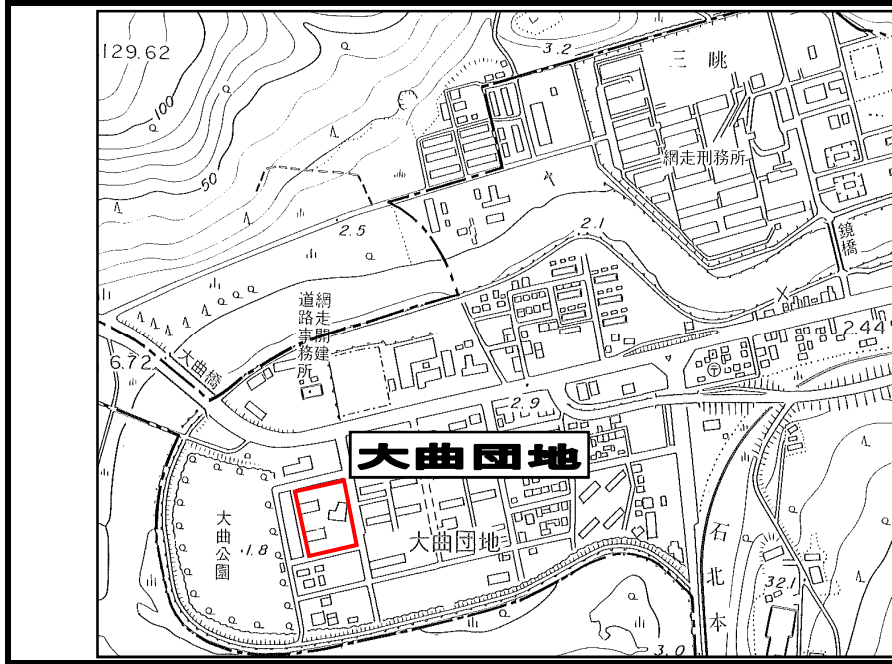 129.62
3.2
三眺
100
網走刑務所
50
2.5
2.1
鏡橋
網走開建
道路事務所
大曲橋
6.72
2.44
2.9
大曲団地
大曲公園
1.8
大曲団地
石北本
32.1
3.0